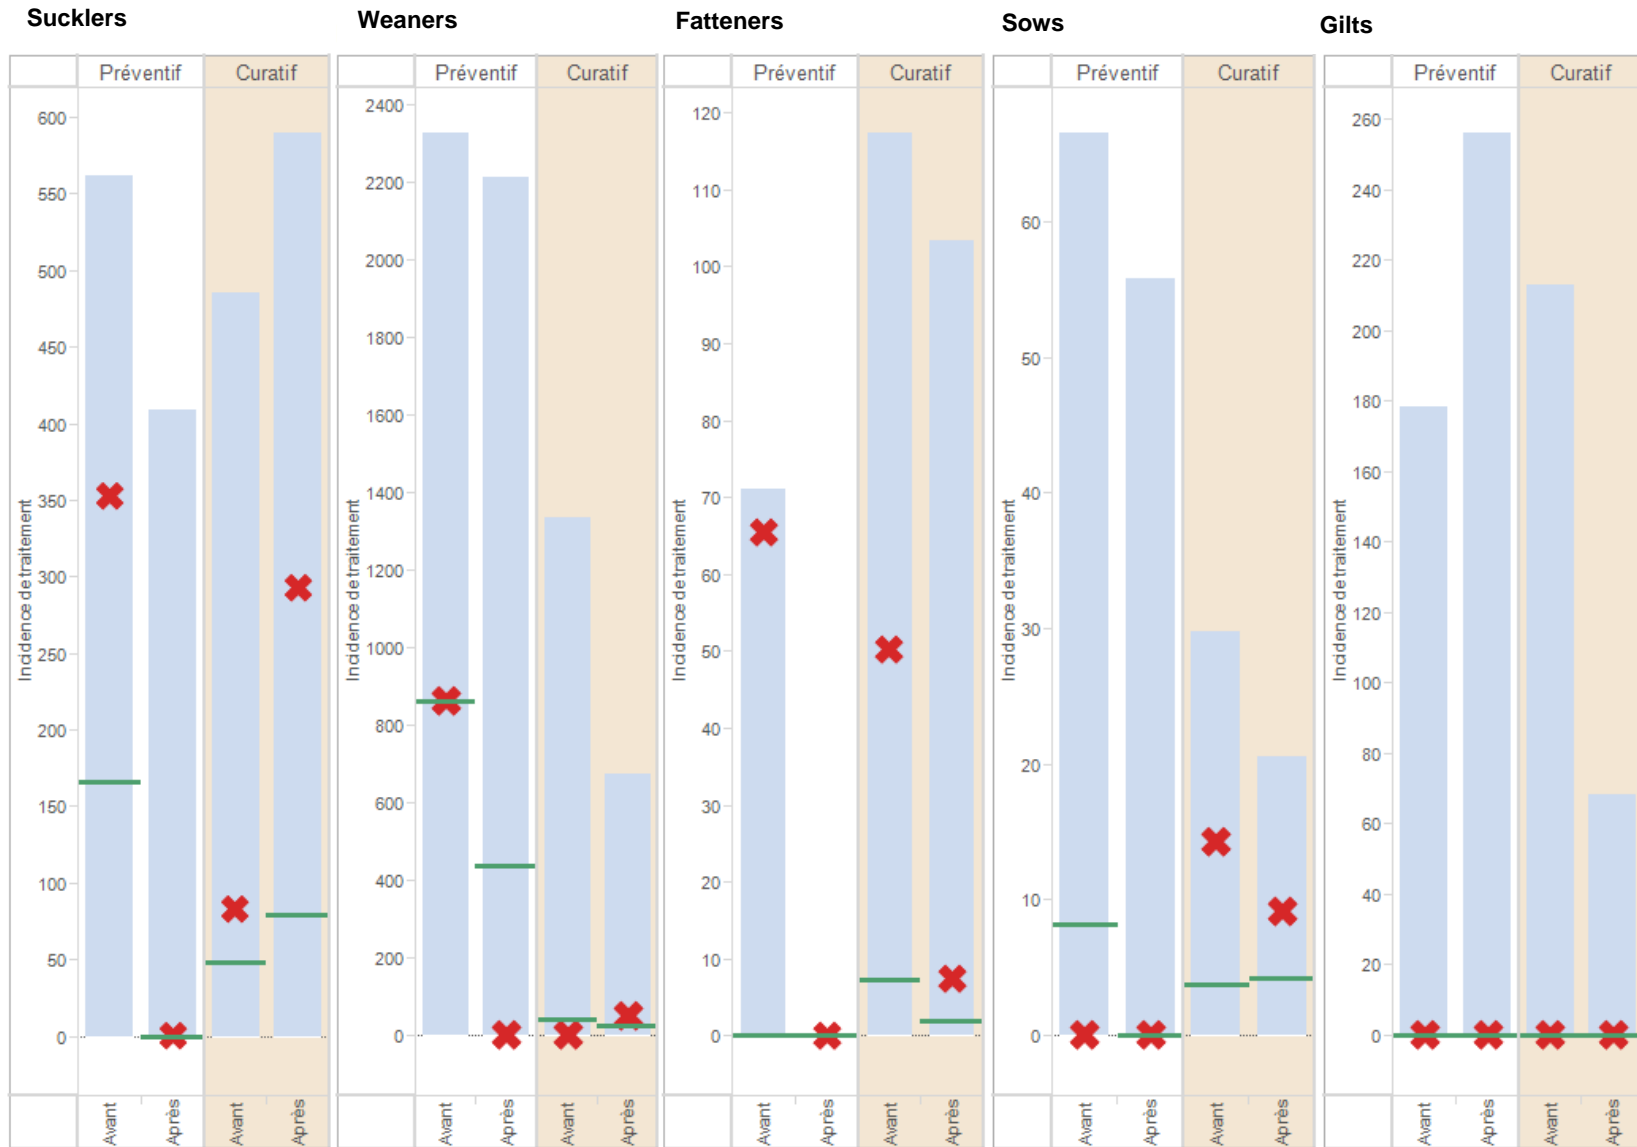 Sucklers
Weaners
Fatteners
Sows
Gilts
Préventif
Curatif
600
550
500
450
400
350
300
250
200
150
100
50
0
Incidence de traitement
Avant
Après
Avant
Après
Préventif
Curatif
2400
2200
2000
1800
1600
1400
1200
1000
800
600
400
200
0
Incidence de traitement
Avant
Après
Avant
Après
Préventif
Curatif
120
110
100
90
80
70
60
50
40
30
20
10
0
Incidence de traitement
Avant
Après
Avant
Après
Préventif
Curatif
60
50
40
30
20
10
0
Incidence de traitement
Avant
Après
Avant
Après
Préventif
Curatif
260
240
220
200
180
160
140
120
100
80
60
40
20
0
Incidence de traitement
Avant
Après
Avant
Après